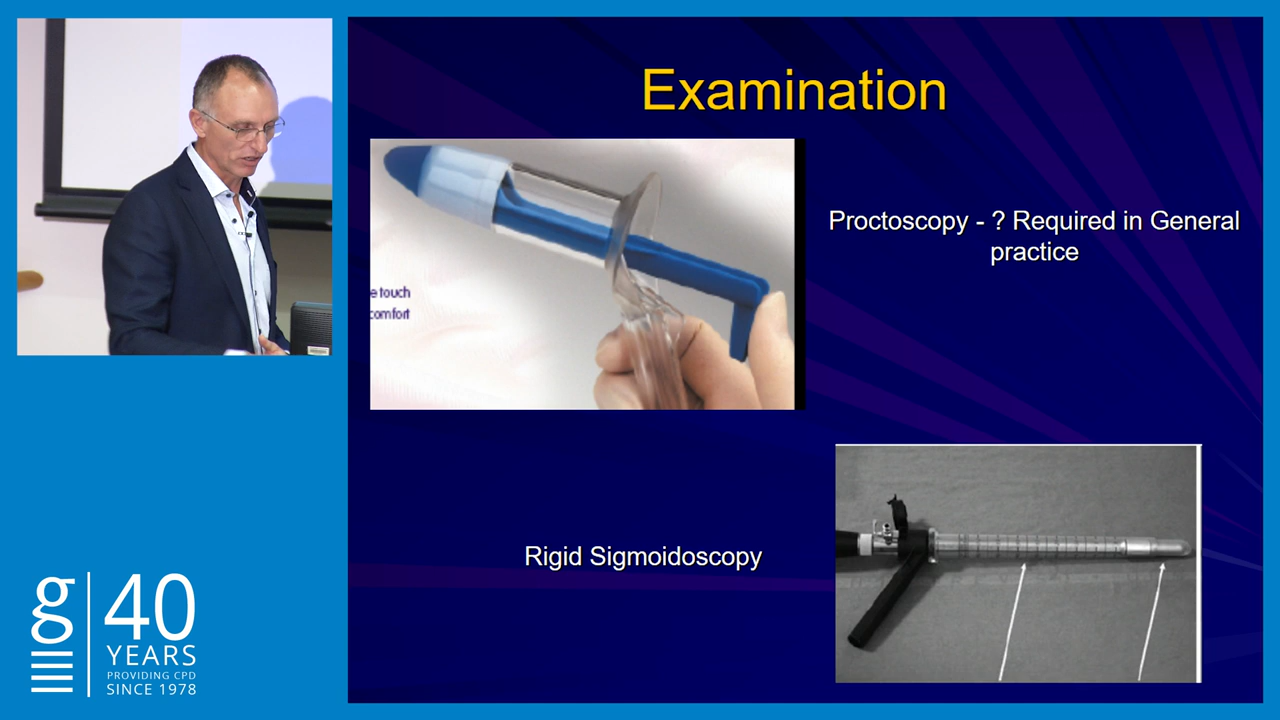 Examination
Proctoscopy - ? Required in General
practice
e touch
comfort
Rigid Sigmoidoscopy
g 40
YEARS
PROVIDING CPD
SINCE 1978